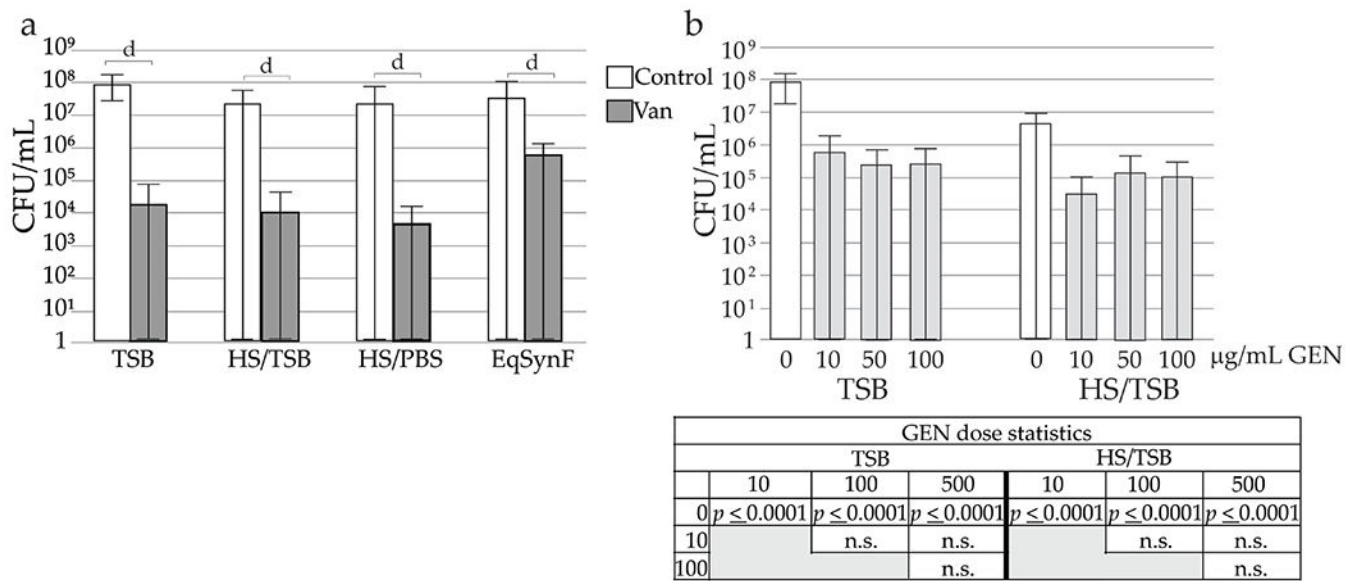 a
CFU/mL
10⁹
10⁸
10⁷
10⁶
10⁵
10⁴
10³
10²
10¹
1
d
d
d
d
TSB
HS/TSB
HS/PBS
EqSynF
Control
Van
b
CFU/mL
10⁹
10⁸
10⁷
10⁶
10⁵
10⁴
10³
10²
10¹
1
0 10 50 100 0 10 50 100 μg/mL GEN
TSB HS/TSB
GEN dose statistics
TSB HS/TSB
10 100 500 10 100 500
0 p ≤ 0.0001 p ≤ 0.0001 p ≤ 0.0001 p ≤ 0.0001 p ≤ 0.0001 p ≤ 0.0001
10 n.s. n.s. n.s. n.s.
100 n.s. n.s.